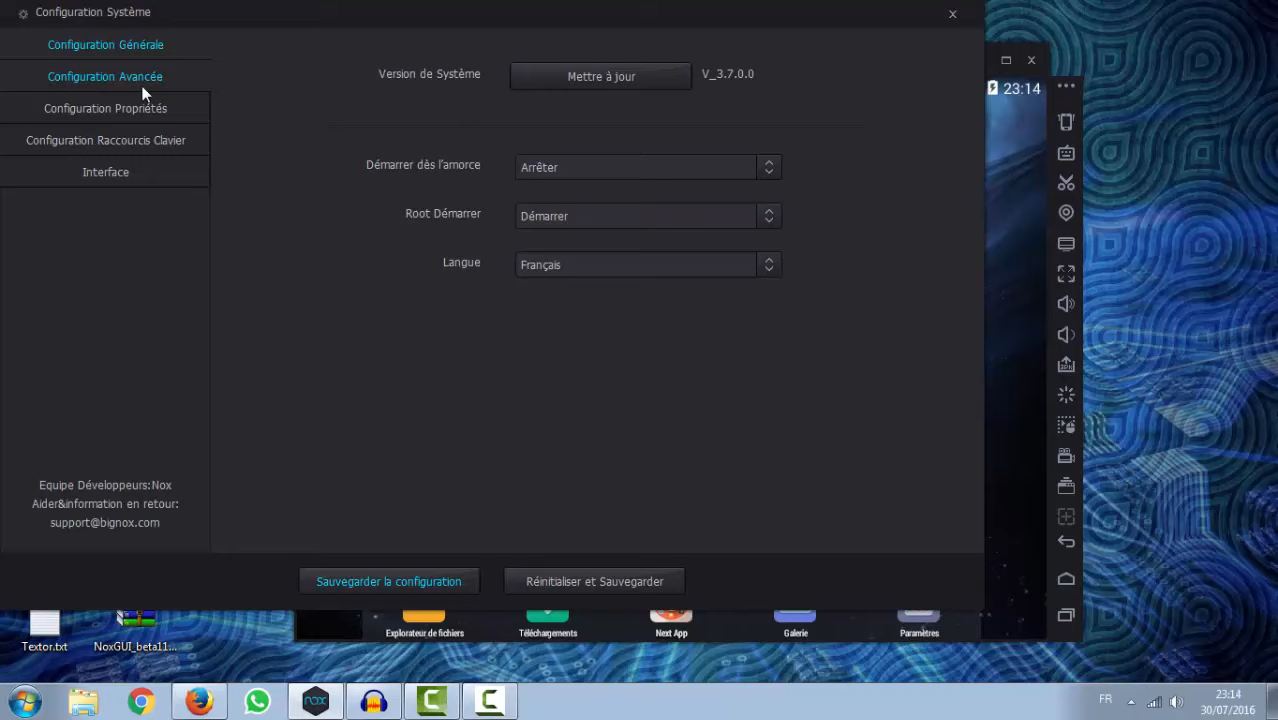 Configuration Système
Configuration Générale
Configuration Avancée
Configuration Propriétés
Configuration Raccourcis Clavier
Interface
Version de Système
Mettre à jour
V_3.7.0.0
Démarrer dès l'amorce
Arrêter
Root Démarrer
Démarrer
Langue
Français
Equipe Développeurs:Nox
Aider&information en retour:
support@bignox.com
Sauvegarder la configuration
Réinitialiser et Sauvegarder
23:14
Explorateur de fichiers
Téléchargements
Next App
Galerie
Paramètres
Textor.txt
NoxGUI_beta11...
nox
FR
23:14
30/07/2016